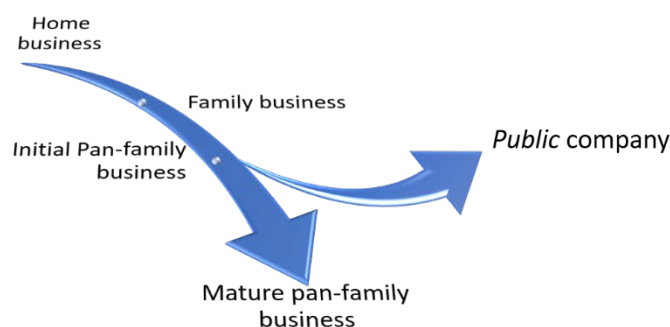 Home
business
Family business
Initial Pan-family
business
Public company
Mature pan-family
business